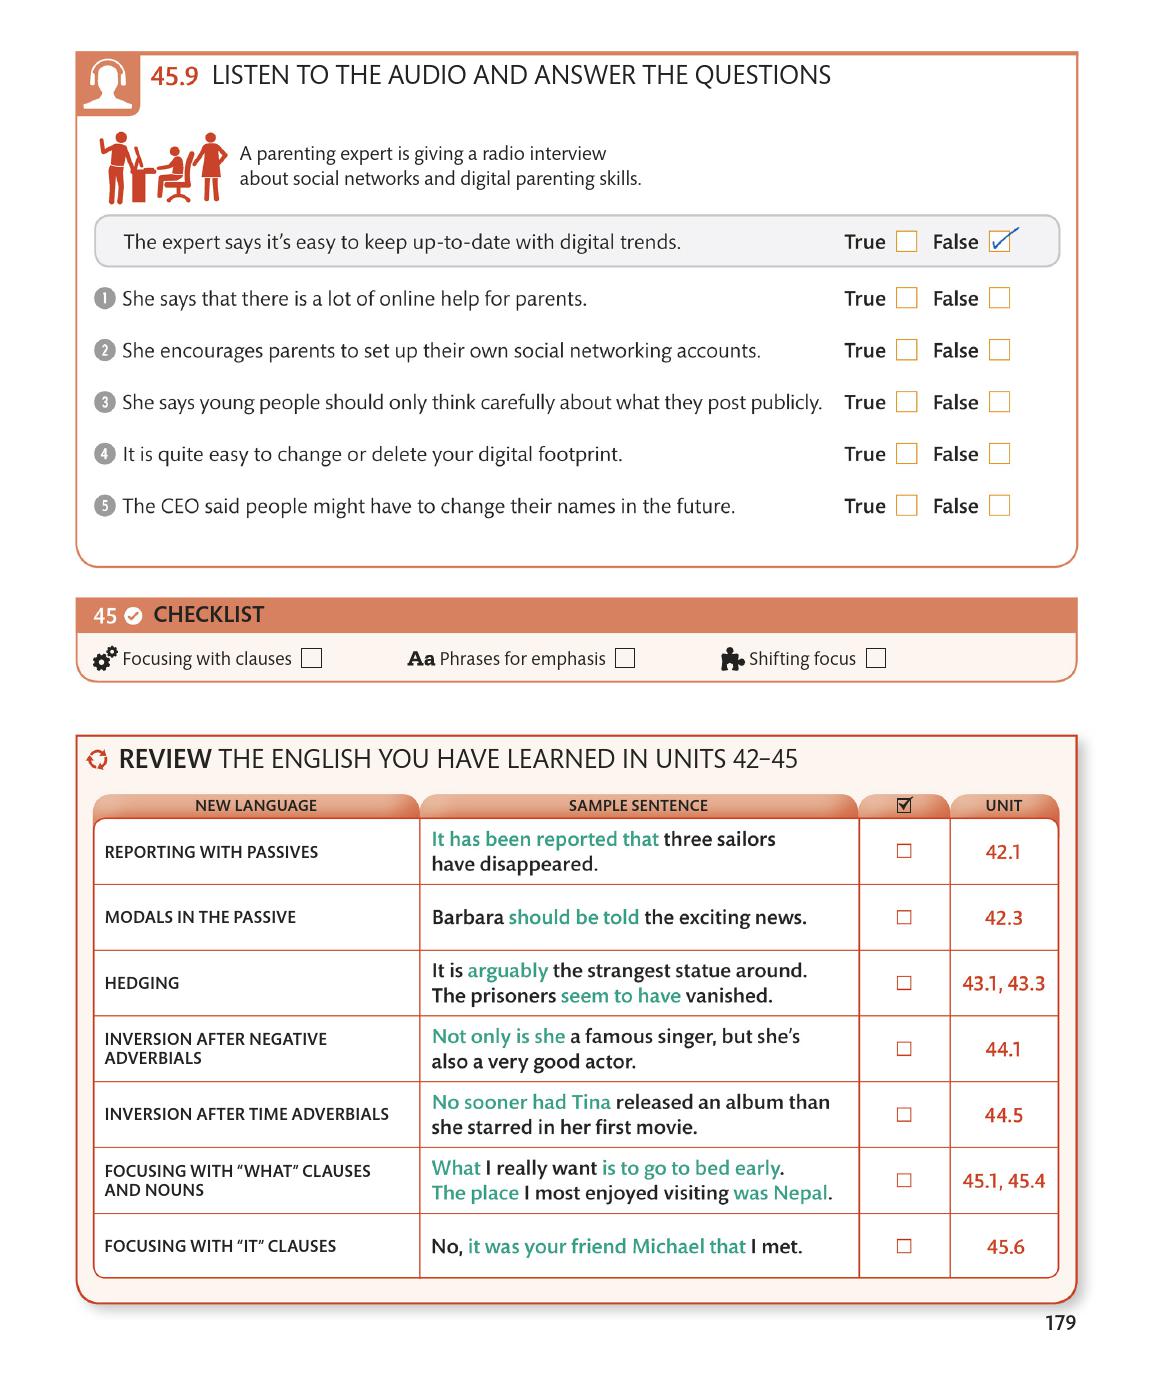 45.9 LISTEN TO THE AUDIO AND ANSWER THE QUESTIONS
A parenting expert is giving a radio interview
about social networks and digital parenting skills.
The expert says it's easy to keep up-to-date with digital trends. True False
1 She says that there is a lot of online help for parents. True False
2 She encourages parents to set up their own social networking accounts. True False
3 She says young people should only think carefully about what they post publicly. True False
4 It is quite easy to change or delete your digital footprint. True False
5 The CEO said people might have to change their names in the future. True False
45 CHECKLIST
Focusing with clauses Aa Phrases for emphasis Shifting focus
REVIEW THE ENGLISH YOU HAVE LEARNED IN UNITS 42–45
NEW LANGUAGE SAMPLE SENTENCE UNIT
REPORTING WITH PASSIVES
It has been reported that three sailors
have disappeared.
42.1
MODALS IN THE PASSIVE
Barbara should be told the exciting news.
42.3
HEDGING
It is arguably the strangest statue around.
The prisoners seem to have vanished.
43.1, 43.3
INVERSION AFTER NEGATIVE
ADVERBIALS
Not only is she a famous singer, but she's
also a very good actor.
44.1
INVERSION AFTER TIME ADVERBIALS
No sooner had Tina released an album than
she starred in her first movie.
44.5
FOCUSING WITH "WHAT" CLAUSES
AND NOUNS
What I really want is to go to bed early.
The place I most enjoyed visiting was Nepal.
45.1, 45.4
FOCUSING WITH "IT" CLAUSES
No, it was your friend Michael that I met.
45.6
179